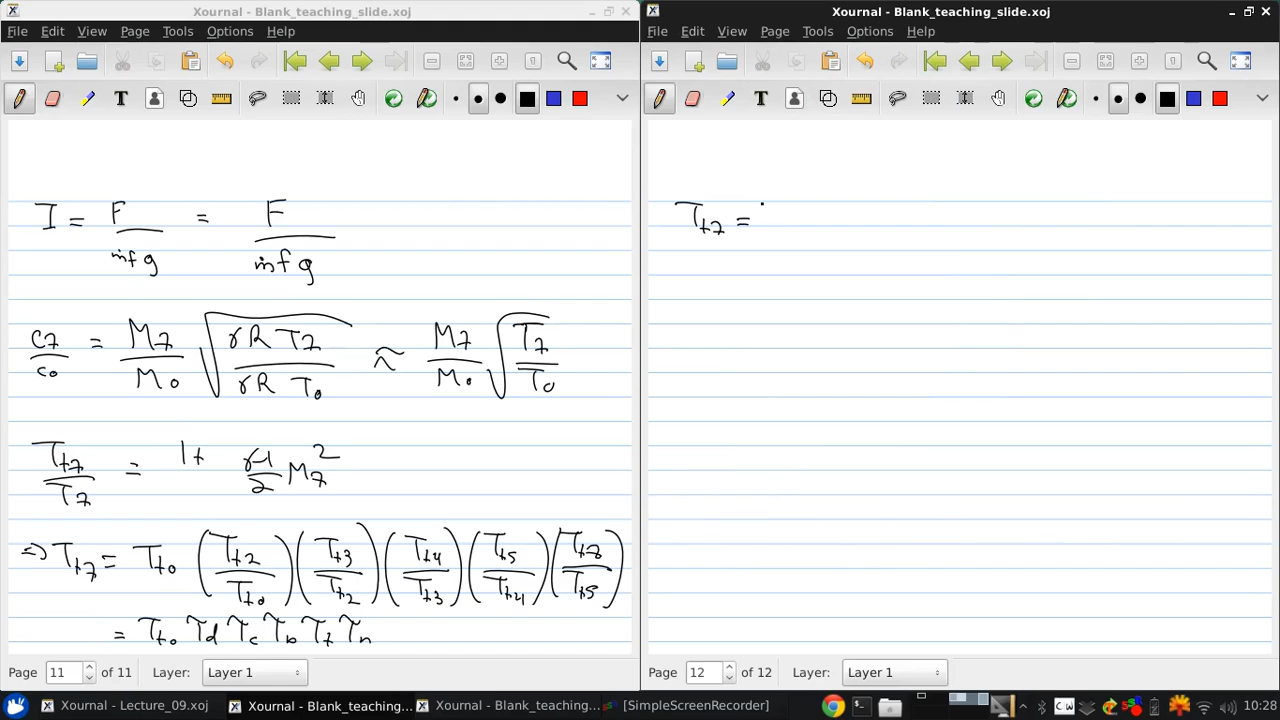 Xournal - Blank_teaching_slide.xoj
File Edit View Page Tools Options Help
I = F / ṁf g = F / ṁf g
c7/c0 = M7/M0 √(γR T7 / γR T0) ≈ M7/M0 √(T7/T0)
Tt7/T7 = 1+ γ-1/2 M7²
⇒ Tt7 = Tt0 (Tt2/Tt0) (Tt3/Tt2) (Tt4/Tt3) (Tt5/Tt4) (Tt7/Tt5)
= Tt0 τd τc τb τt τn
Page 11 of 11 Layer: Layer 1
Xournal - Blank_teaching_slide.xoj
File Edit View Page Tools Options Help
Tt7 =
Page 12 of 12 Layer: Layer 1
Xournal - Lecture_09.xoj Xournal - Blank_teaching... Xournal - Blank_teaching... [SimpleScreenRecorder] 10:28